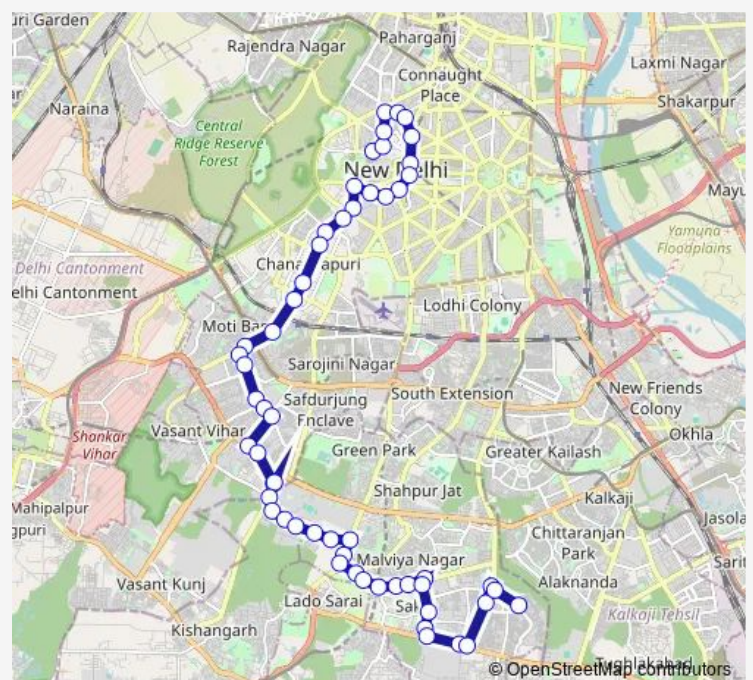 uri Garden
Rajendra Nagar
Paharganj
Connaught
Place
Laxmi Nagar
Shakarpur
Naraina
Central
Ridge Reserve
Forest
New Delhi
Mayu
Yamuna
Floodplains
Delhi Cantonment
elhi Cantonment
Lodhi Colony
Moti Ba
Sarojini Nagar
South Extension
New Friends
Colony
Safdurjung
Enclave
Vasant Vihar
Shankar
Vihar
Green Park
Greater Kailash
Okhla
Shahpur Jat
Kalkaji
Mahipalpur
gpuri
Jasola
Chittaranjan
Park
Malviya Nagar
Sarit
Vasant Kunj
Alaknanda
Lado Sarai
Sak
Kalkaji Tehsil
Kishangarh
Tughlakabad
© OpenStreetMap contributors